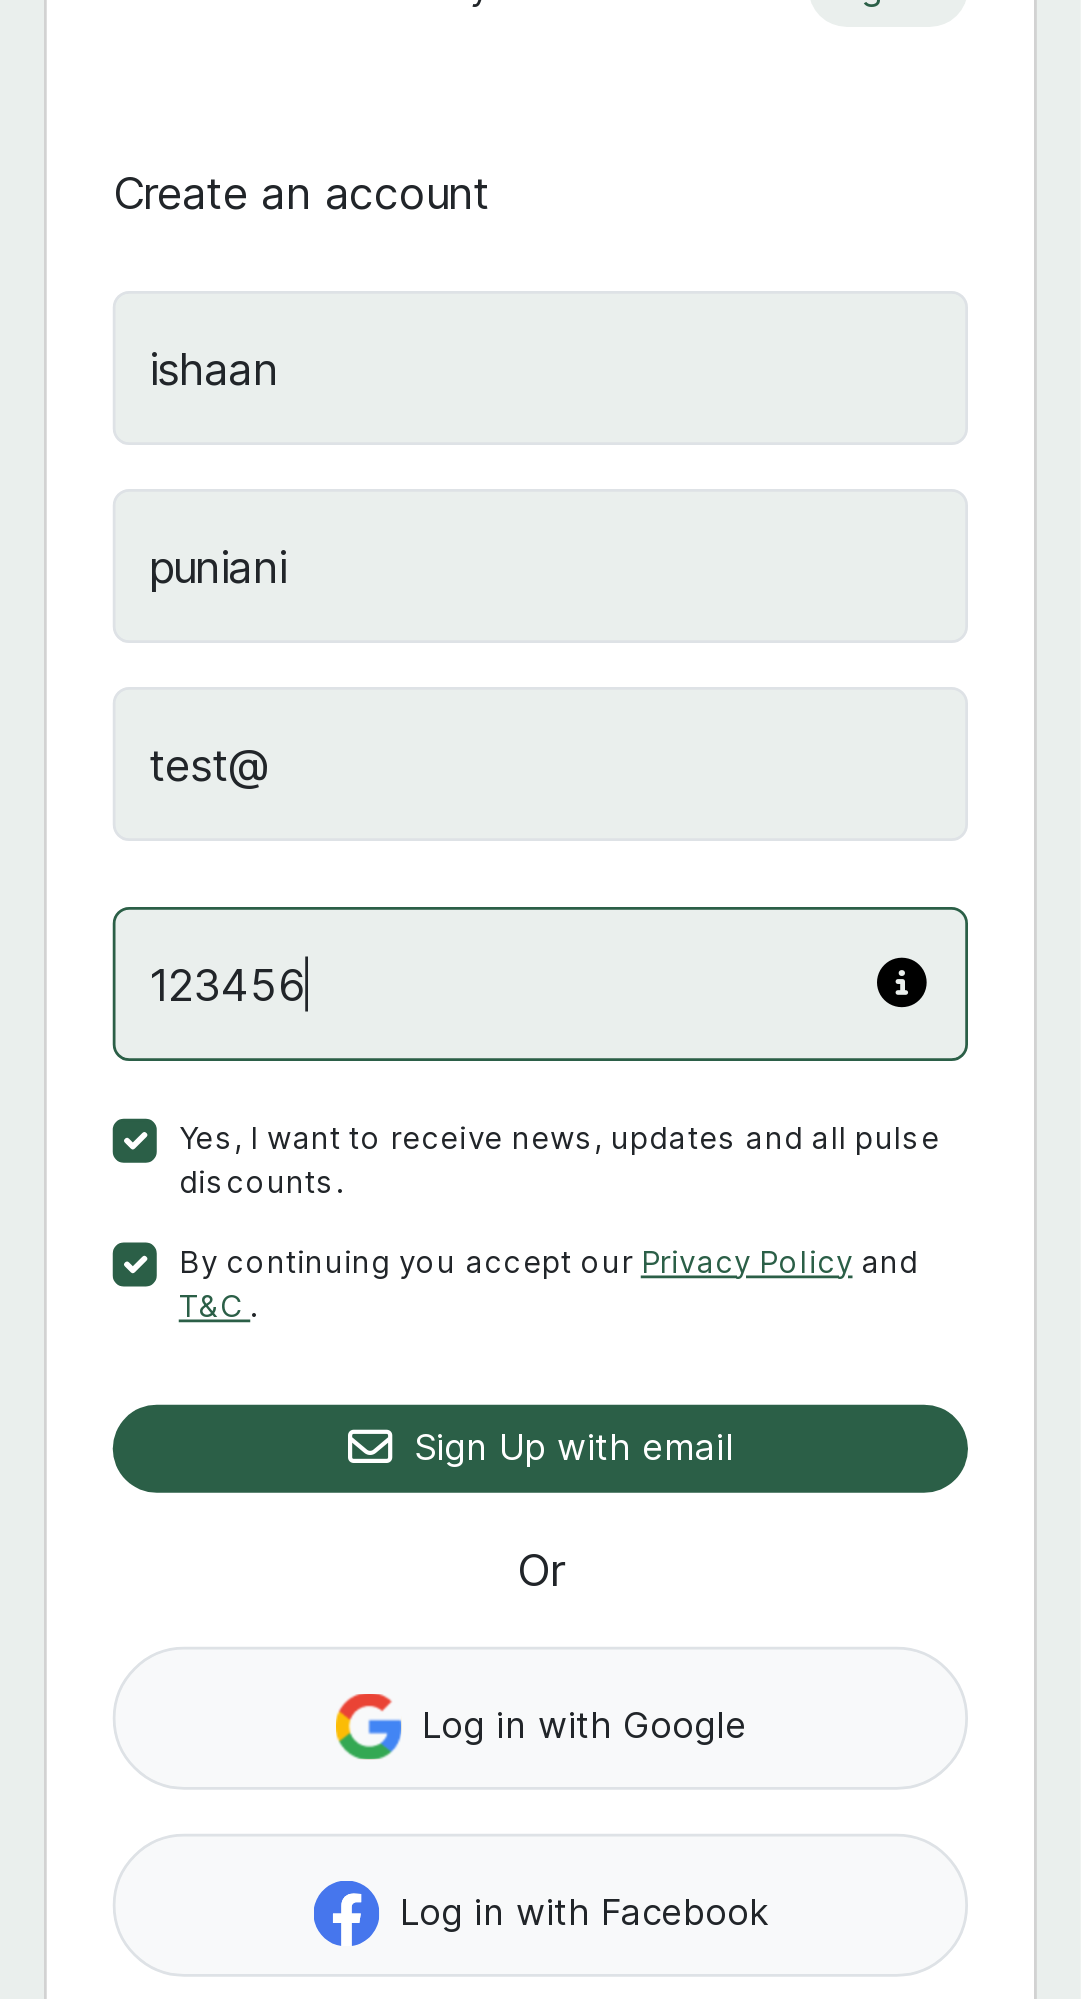 Create an account
ishaan
puniani
test@
123456
Yes, I want to receive news, updates and all pulse
discounts.
By continuing you accept our Privacy Policy and
T&C .
Sign Up with email
Or
Log in with Google
Log in with Facebook